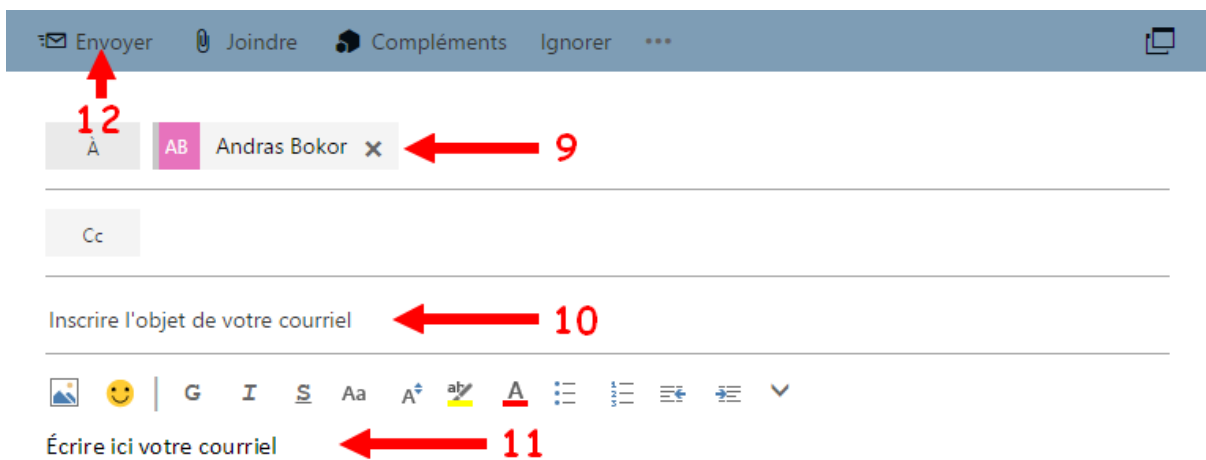 Envoyer Joindre Compléments Ignorer ...
12
À AB Andras Bokor × 9
Cc
Inscrire l'objet de votre courriel 10
G I S Aa A ab A
Écrire ici votre courriel 11